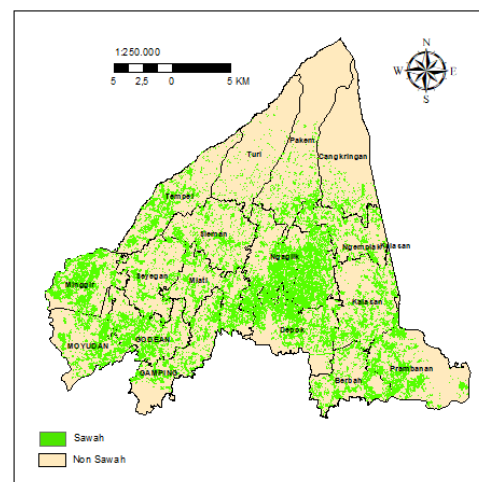 1:250.000
5 2,5 0 5 KM
N
W E
S
Turi
Pakem
Cangkringan
Tempel
Sleman
Ngaglik
Ngemplak Kalasan
Minggir
Seyegan
Mlati
Kalasan
MOYUDAN
GODEAN
Depok
GAMPING
Berbah
Prambanan
Sawah
Non Sawah